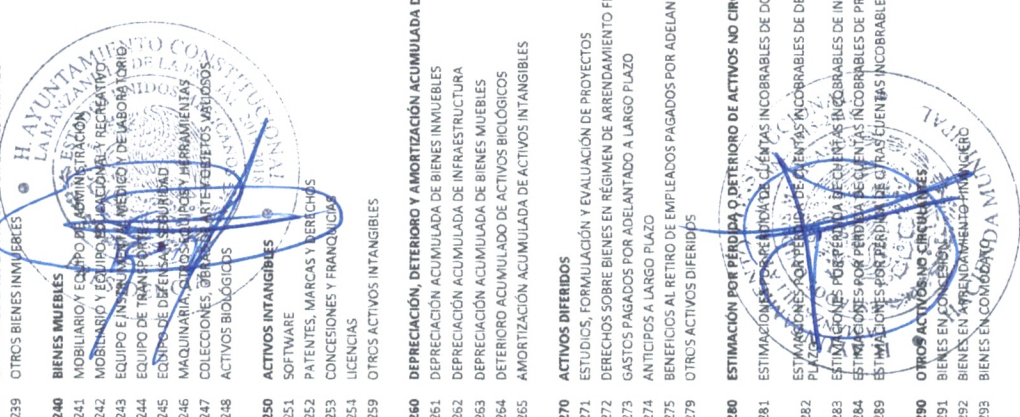 239 OTROS BIENES INMUEBLES
240 BIENES MUEBLES
241 MOBILIARIO Y EQUIPO DE ADMINISTRACIÓN
242 MOBILIARIO Y EQUIPO EDUCACIONAL Y RECREATIVO
243 EQUIPO E INSTRUMENTAL MÉDICO Y DE LABORATORIO
244 EQUIPO DE TRANSPORTE
245 EQUIPO DE DEFENSA Y SEGURIDAD
246 MAQUINARIA, OTROS EQUIPOS Y HERRAMIENTAS
247 COLECCIONES, OBRAS DE ARTE Y OBJETOS VALIOSOS
248 ACTIVOS BIOLÓGICOS
250 ACTIVOS INTANGIBLES
251 SOFTWARE
252 PATENTES, MARCAS Y DERECHOS
253 CONCESIONES Y FRANQUICIAS
254 LICENCIAS
259 OTROS ACTIVOS INTANGIBLES
260 DEPRECIACIÓN, DETERIORO Y AMORTIZACIÓN ACUMULADA D
261 DEPRECIACIÓN ACUMULADA DE BIENES INMUEBLES
262 DEPRECIACIÓN ACUMULADA DE INFRAESTRUCTURA
263 DEPRECIACIÓN ACUMULADA DE BIENES MUEBLES
264 DETERIORO ACUMULADO DE ACTIVOS BIOLÓGICOS
265 AMORTIZACIÓN ACUMULADA DE ACTIVOS INTANGIBLES
270 ACTIVOS DIFERIDOS
271 ESTUDIOS, FORMULACIÓN Y EVALUACIÓN DE PROYECTOS
272 DERECHOS SOBRE BIENES EN RÉGIMEN DE ARRENDAMIENTO FI
273 GASTOS PAGADOS POR ADELANTADO A LARGO PLAZO
274 ANTICIPOS A LARGO PLAZO
275 BENEFICIOS AL RETIRO DE EMPLEADOS PAGADOS POR ADELAN
279 OTROS ACTIVOS DIFERIDOS
280 ESTIMACIÓN POR PÉRDIDA O DETERIORO DE ACTIVOS NO CIRC
281 ESTIMACIONES POR PÉRDIDA DE CUENTAS INCOBRABLES DE DO
282 ESTIMACIONES POR PÉRDIDA DE CUENTAS INCOBRABLES DE DE
PLAZO
283 ESTIMACIONES POR PÉRDIDA DE CUENTAS INCOBRABLES DE IN
284 ESTIMACIONES POR PÉRDIDA DE CUENTAS INCOBRABLES DE PR
289 ESTIMACIONES POR PÉRDIDA DE OTRAS CUENTAS INCOBRABLE
290 OTROS ACTIVOS NO CIRCULANTES
291 BIENES EN CONCESIÓN
292 BIENES EN ARRENDAMIENTO FINANCIERO
293 BIENES EN COMODATO
H. AYUNTAMIENTO CONSTITUCIONAL
LA MANZANILLA DE LA PAZ
HACIENDA MUNICIPAL